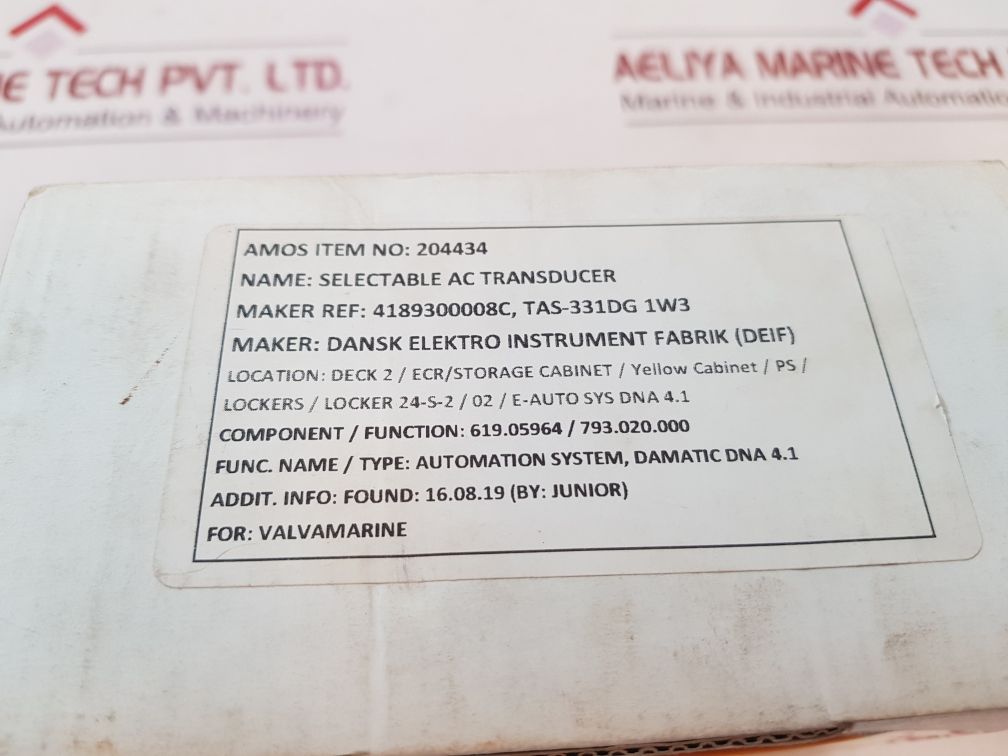 NE TECH PVT. LTD.
Automation & Machinery
AELIYA MARINE TECH
Marine & Industrial Automation
AMOS ITEM NO: 204434
NAME: SELECTABLE AC TRANSDUCER
MAKER REF: 4189300008C, TAS-331DG 1W3
MAKER: DANSK ELEKTRO INSTRUMENT FABRIK (DEIF)
LOCATION: DECK 2 / ECR/STORAGE CABINET / Yellow Cabinet / PS /
LOCKERS / LOCKER 24-S-2 / 02 / E-AUTO SYS DNA 4.1
COMPONENT / FUNCTION: 619.05964 / 793.020.000
FUNC. NAME / TYPE: AUTOMATION SYSTEM, DAMATIC DNA 4.1
ADDIT. INFO: FOUND: 16.08.19 (BY: JUNIOR)
FOR: VALVAMARINE